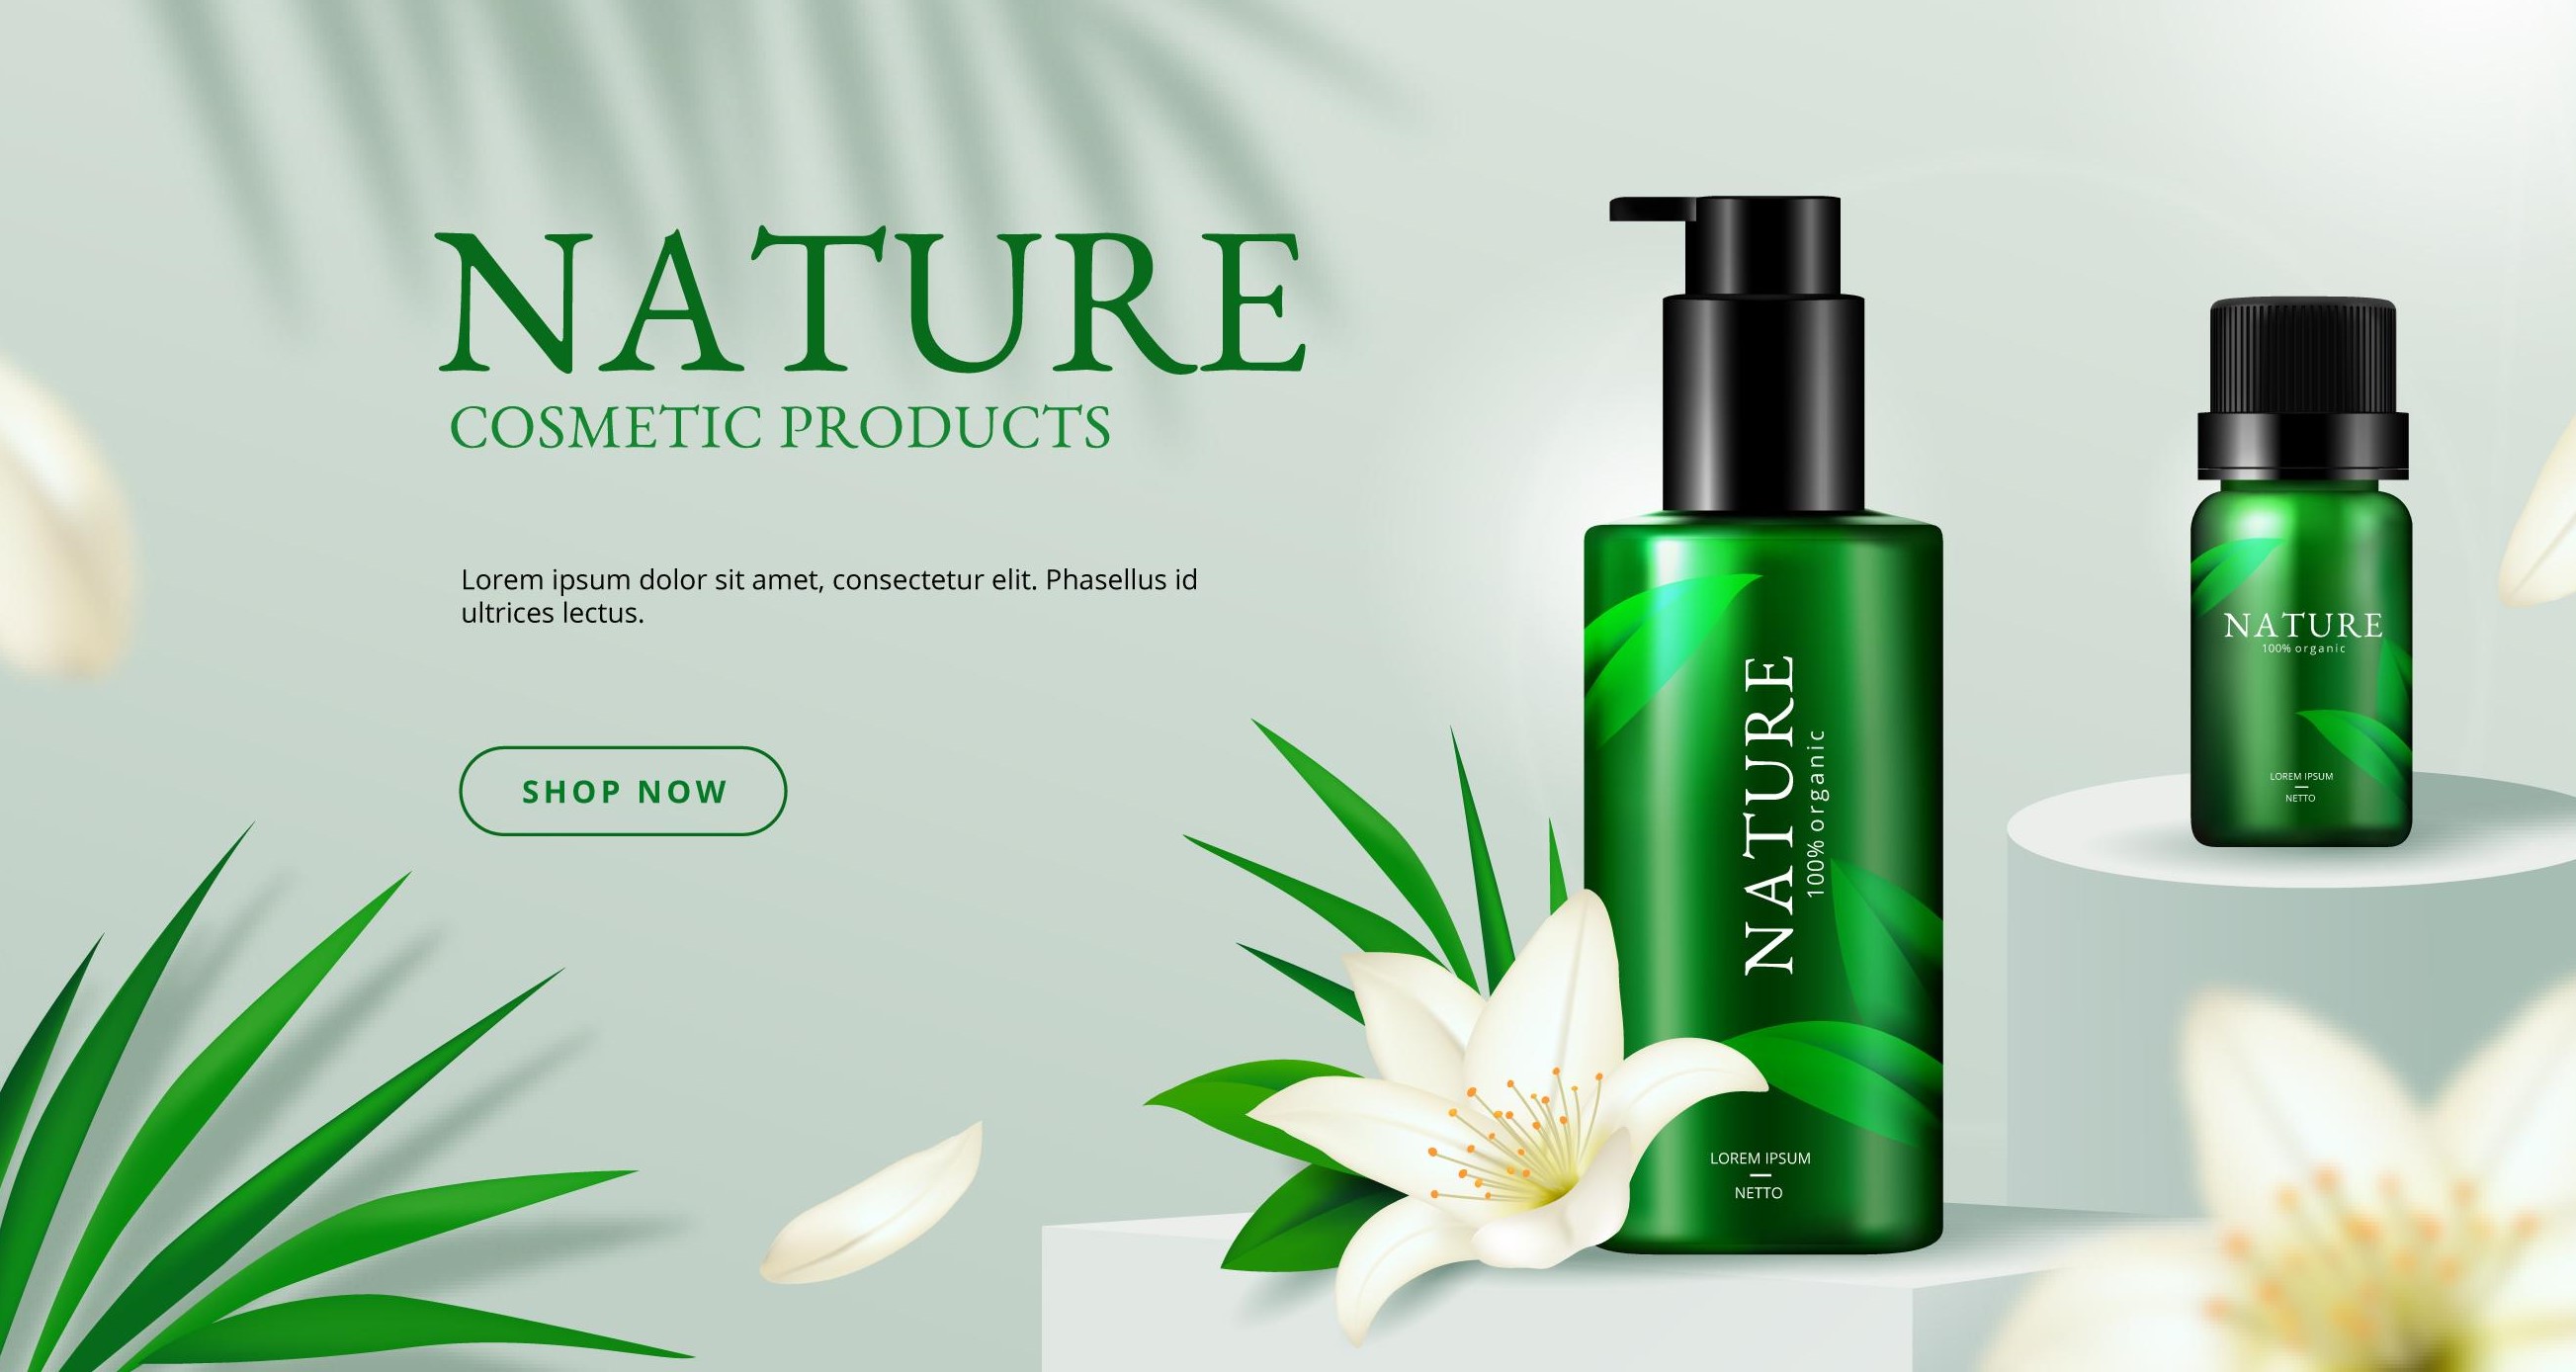 NATURE
COSMETIC PRODUCTS
Lorem ipsum dolor sit amet, consectetur elit. Phasellus id
ultrices lectus.
SHOP NOW
NATURE
100% organic
LOREM IPSUM
NETTO
NATURE
100% organic
LOREM IPSUM
NETTO